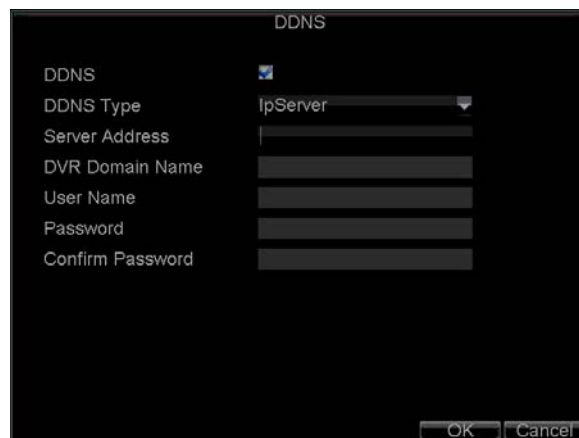 DDNS
DDNS
DDNS Type IpServer
Server Address
DVR Domain Name
User Name
Password
Confirm Password
OK Cancel